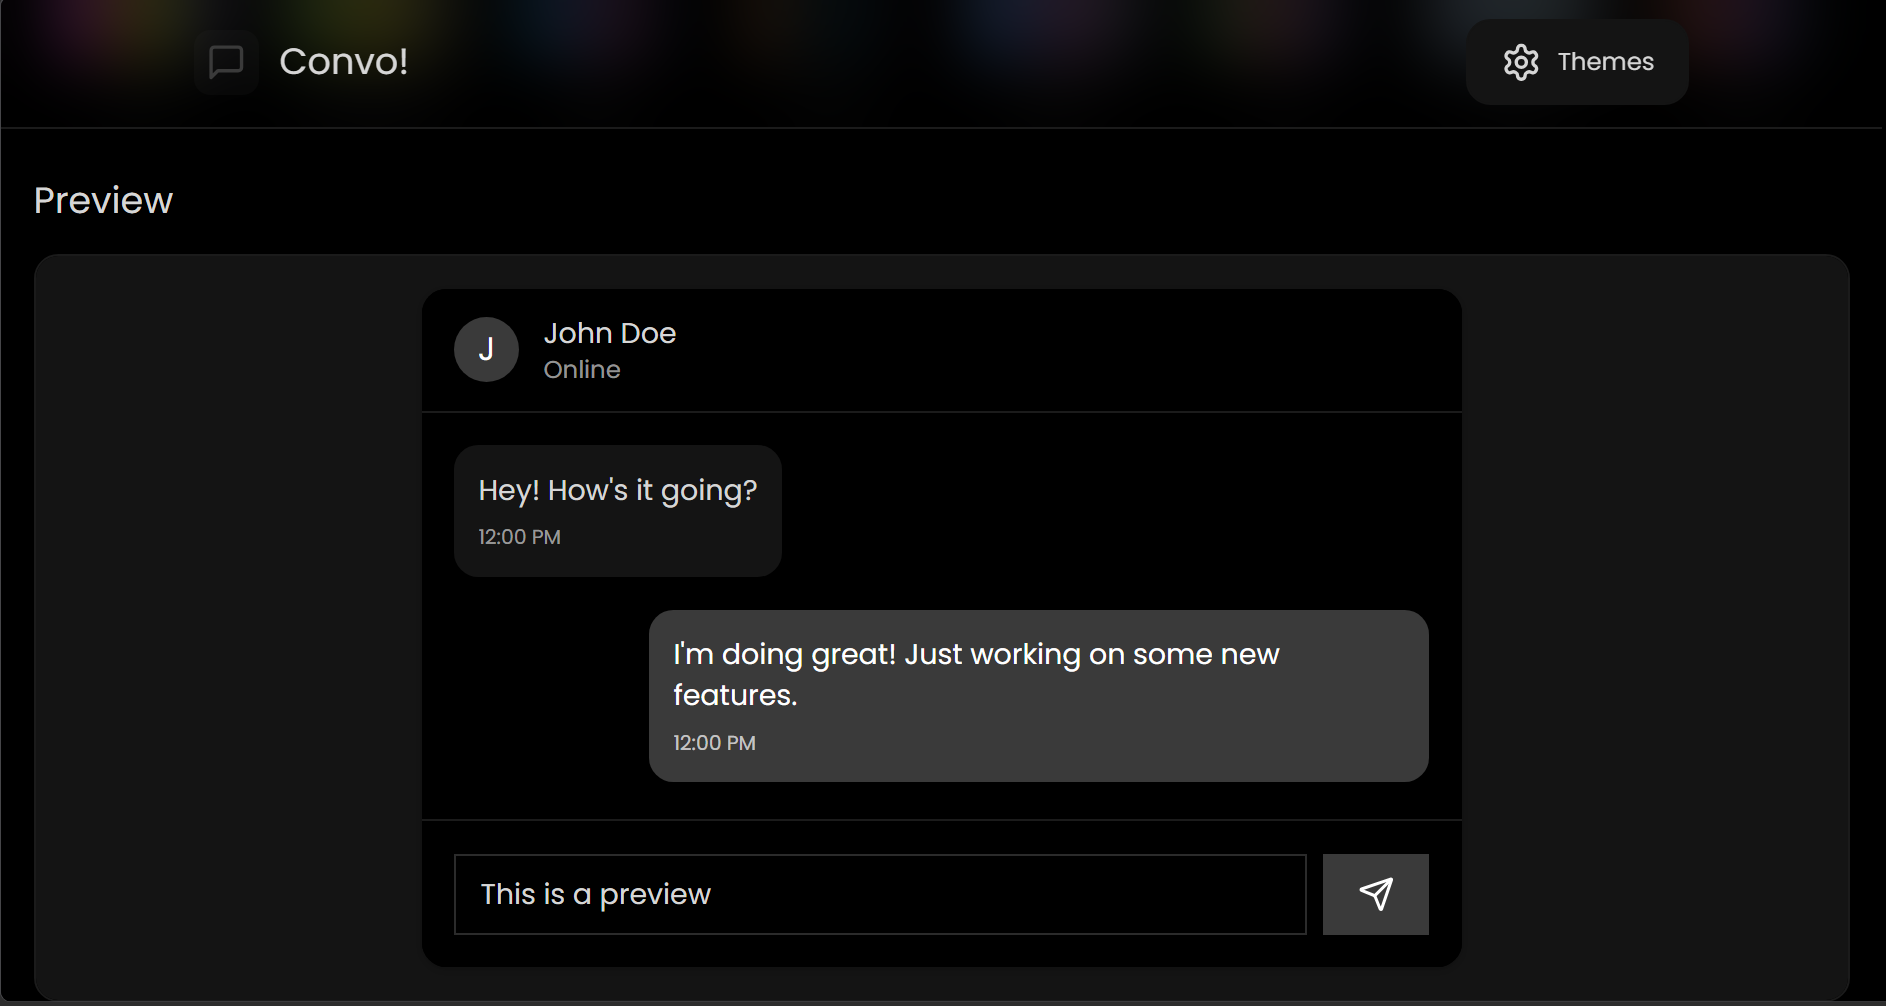 Convo!
Themes
Preview
J
John Doe
Online
Hey! How's it going?
12:00 PM
I'm doing great! Just working on some new
features.
12:00 PM
This is a preview